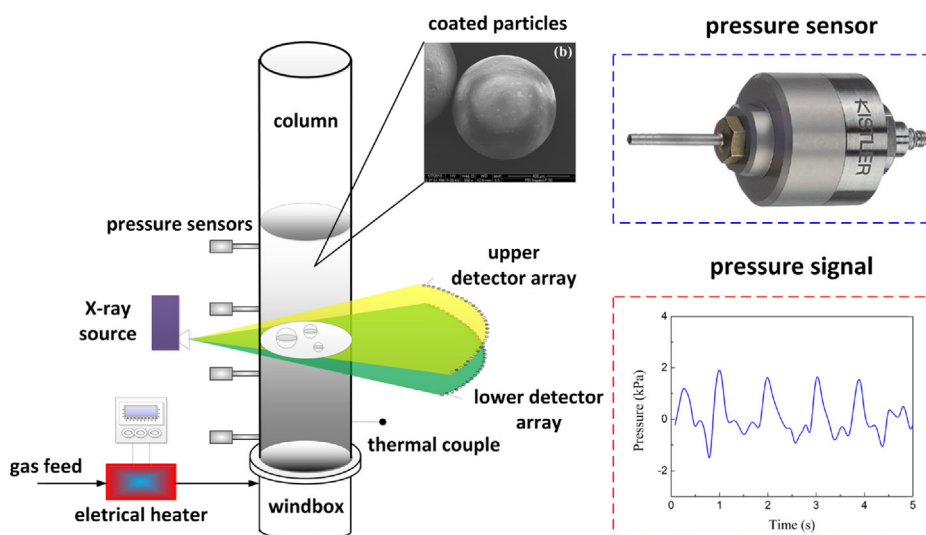 coated particles
(b)
column
pressure sensors
X-ray
source
upper
detector array
lower detector
array
thermal couple
gas feed
eletrical heater
windbox
pressure sensor
KISTLER
pressure signal
4
2
0
-2
Pressure (kPa)
0
1
2
3
4
5
Time (s)